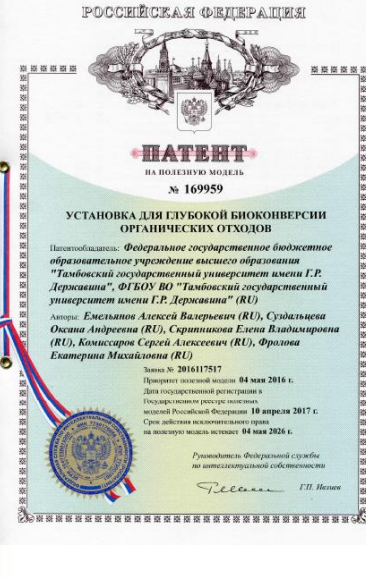 РОССИЙСКАЯ ФЕДЕРАЦИЯ
ПАТЕНТ
НА ПОЛЕЗНУЮ МОДЕЛЬ
№ 169959
УСТАНОВКА ДЛЯ ГЛУБОКОЙ БИОКОНВЕРСИИ
ОРГАНИЧЕСКИХ ОТХОДОВ
Патентообладатель: Федеральное государственное бюджетное
образовательное учреждение высшего образования
"Тамбовский государственный университет имени Г.Р.
Державина", ФГБОУ ВО "Тамбовский государственный
университет имени Г.Р. Державина" (RU)
Авторы: Емельянов Алексей Валерьевич (RU), Суздальцева
Оксана Андреевна (RU), Скрипникова Елена Владимировна
(RU), Комиссаров Сергей Алексеевич (RU), Фролова
Екатерина Михайловна (RU)
Заявка № 2016117517
Приоритет полезной модели 04 мая 2016 г.
Дата государственной регистрации в
Государственном реестре полезных
моделей Российской Федерации 10 апреля 2017 г.
Срок действия исключительного права
на полезную модель истекает 04 мая 2026 г.
Руководитель Федеральной службы
по интеллектуальной собственности
Г.П. Ивлиев